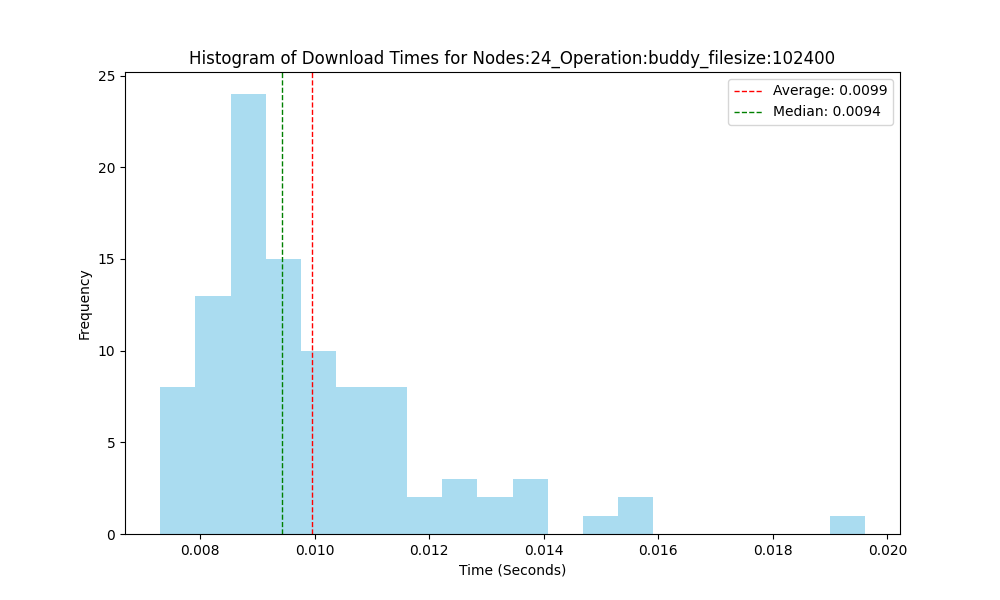 Histogram of Download Times for Nodes:24_Operation:buddy_filesize:102400
Average: 0.0099
Median: 0.0094
Frequency
25
20
15
10
5
0
0.008 0.010 0.012 0.014 0.016 0.018 0.020
Time (Seconds)